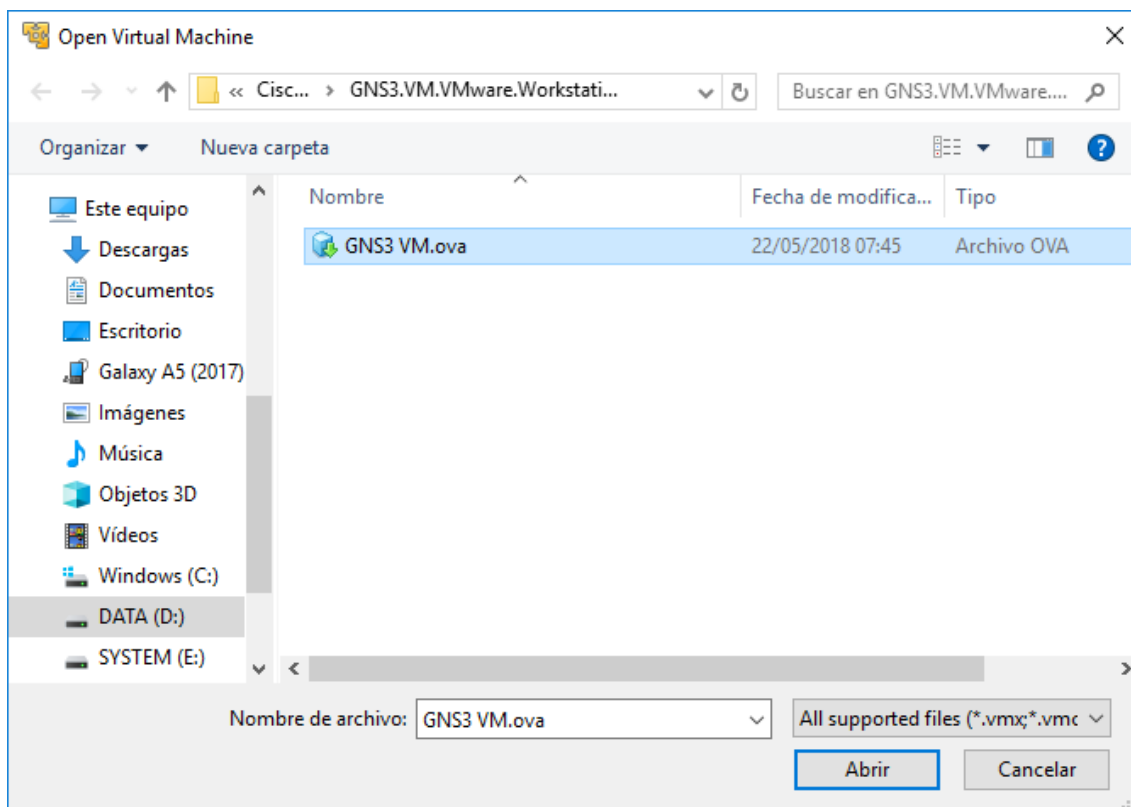 Open Virtual Machine
« Cisc... › GNS3.VM.VMware.Workstati...
Buscar en GNS3.VM.VMware....
Organizar Nueva carpeta ?
Nombre Fecha de modifica... Tipo
GNS3 VM.ova 22/05/2018 07:45 Archivo OVA
Este equipo
Descargas
Documentos
Escritorio
Galaxy A5 (2017)
Imágenes
Música
Objetos 3D
Vídeos
Windows (C:)
DATA (D:)
SYSTEM (E:)
Nombre de archivo: GNS3 VM.ova All supported files (*.vmx;*.vmc
Abrir Cancelar